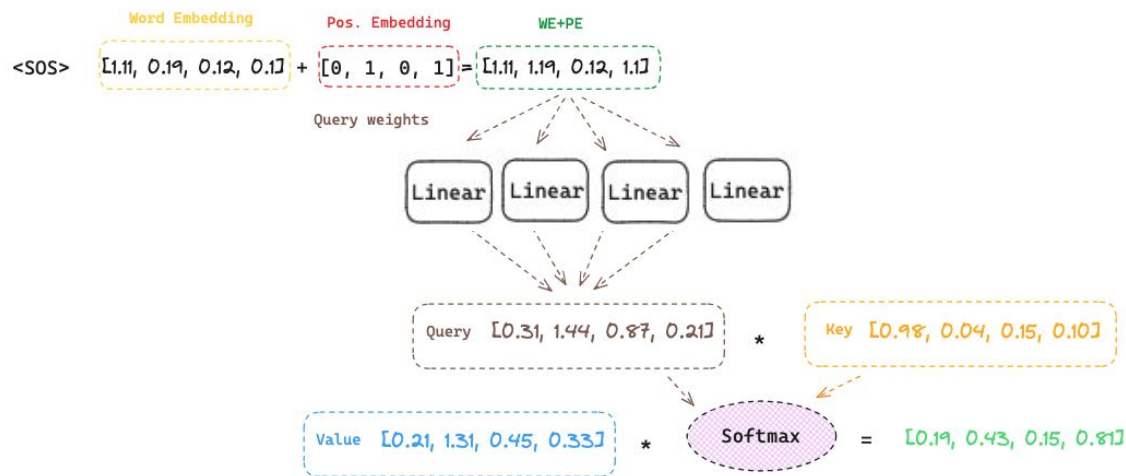 Word Embedding Pos. Embedding WE+PE
<SOS> [1.11, 0.19, 0.12, 0.1] + [0, 1, 0, 1] = [1.11, 1.19, 0.12, 1.1]
Query weights
Linear Linear Linear Linear
Query [0.31, 1.44, 0.87, 0.21] * Key [0.98, 0.04, 0.15, 0.10]
Value [0.21, 1.31, 0.45, 0.33] * Softmax = [0.19, 0.43, 0.15, 0.81]